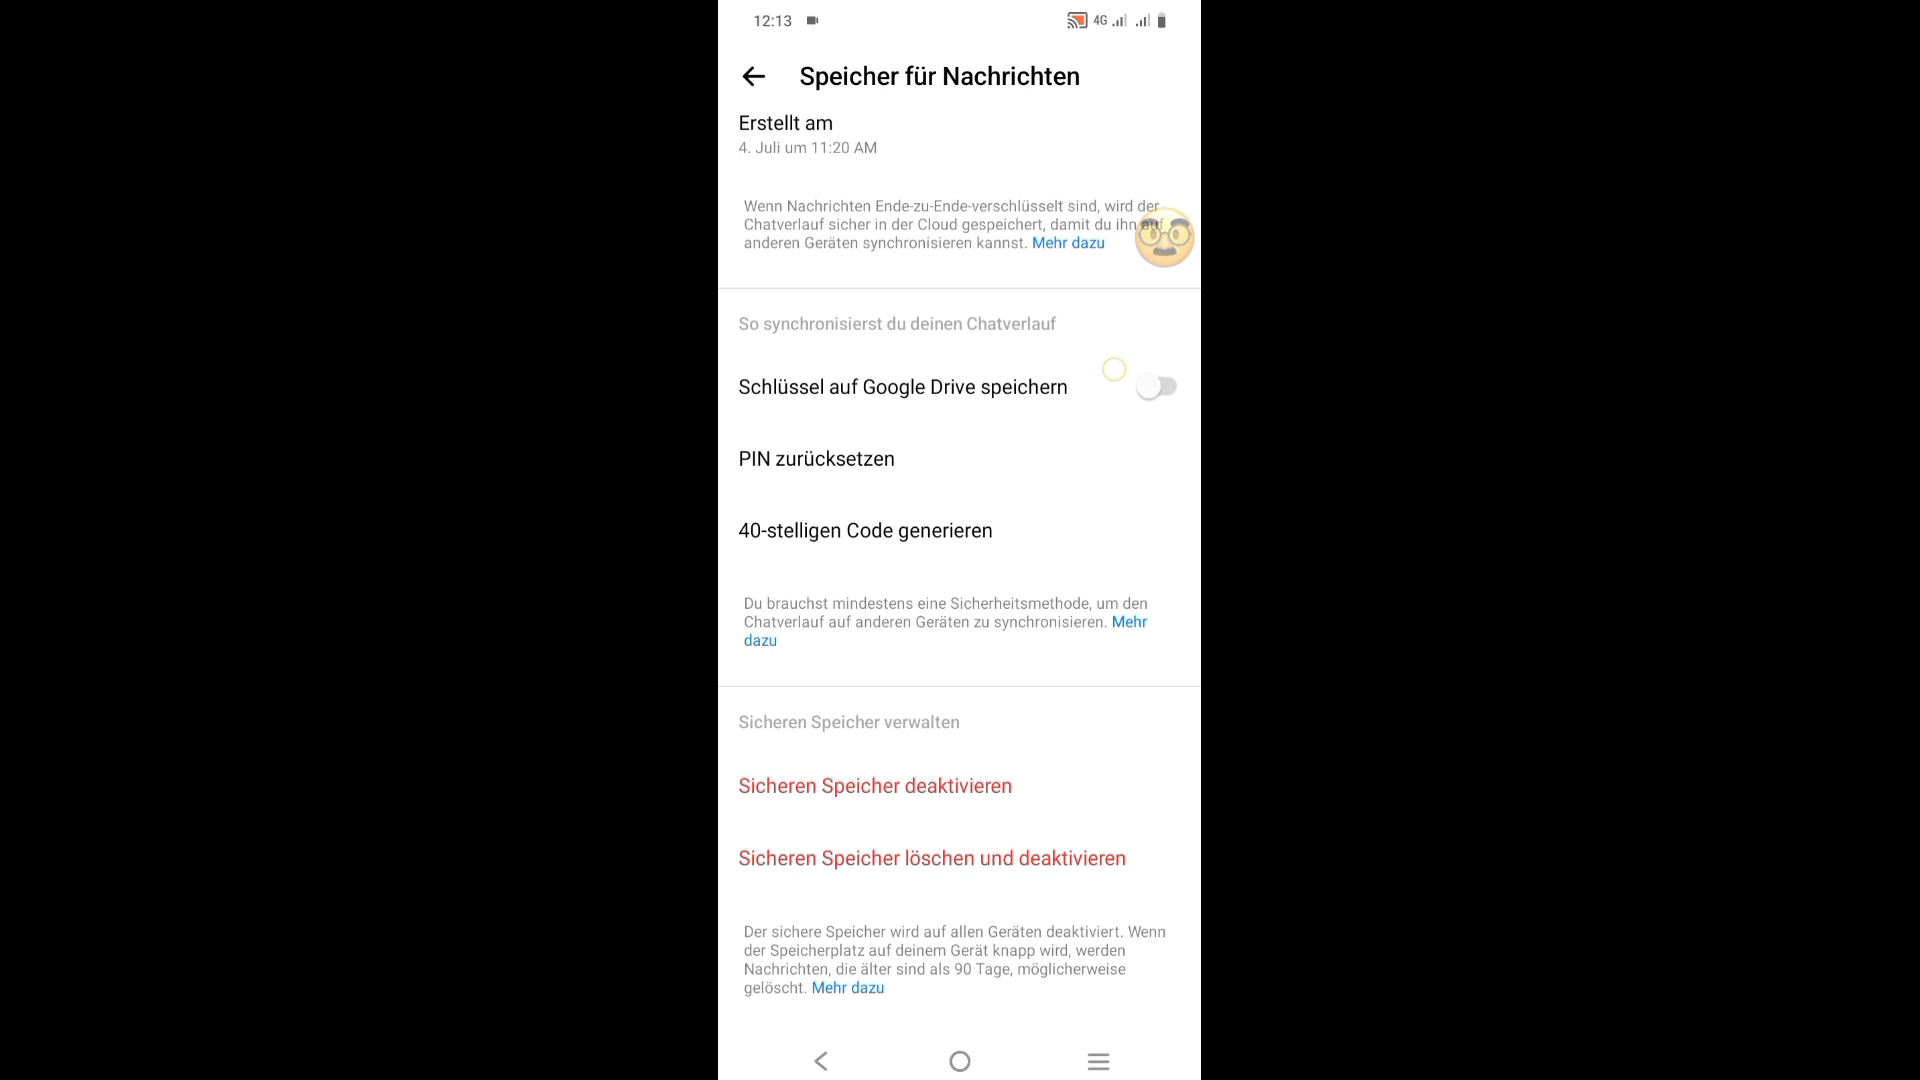 12:13
4G
Speicher für Nachrichten
Erstellt am
4. Juli um 11:20 AM
Wenn Nachrichten Ende-zu-Ende-verschlüsselt sind, wird der
Chatverlauf sicher in der Cloud gespeichert, damit du ihn auf
anderen Geräten synchronisieren kannst. Mehr dazu
So synchronisierst du deinen Chatverlauf
Schlüssel auf Google Drive speichern
PIN zurücksetzen
40-stelligen Code generieren
Du brauchst mindestens eine Sicherheitsmethode, um den
Chatverlauf auf anderen Geräten zu synchronisieren. Mehr
dazu
Sicheren Speicher verwalten
Sicheren Speicher deaktivieren
Sicheren Speicher löschen und deaktivieren
Der sichere Speicher wird auf allen Geräten deaktiviert. Wenn
der Speicherplatz auf deinem Gerät knapp wird, werden
Nachrichten, die älter sind als 90 Tage, möglicherweise
gelöscht. Mehr dazu